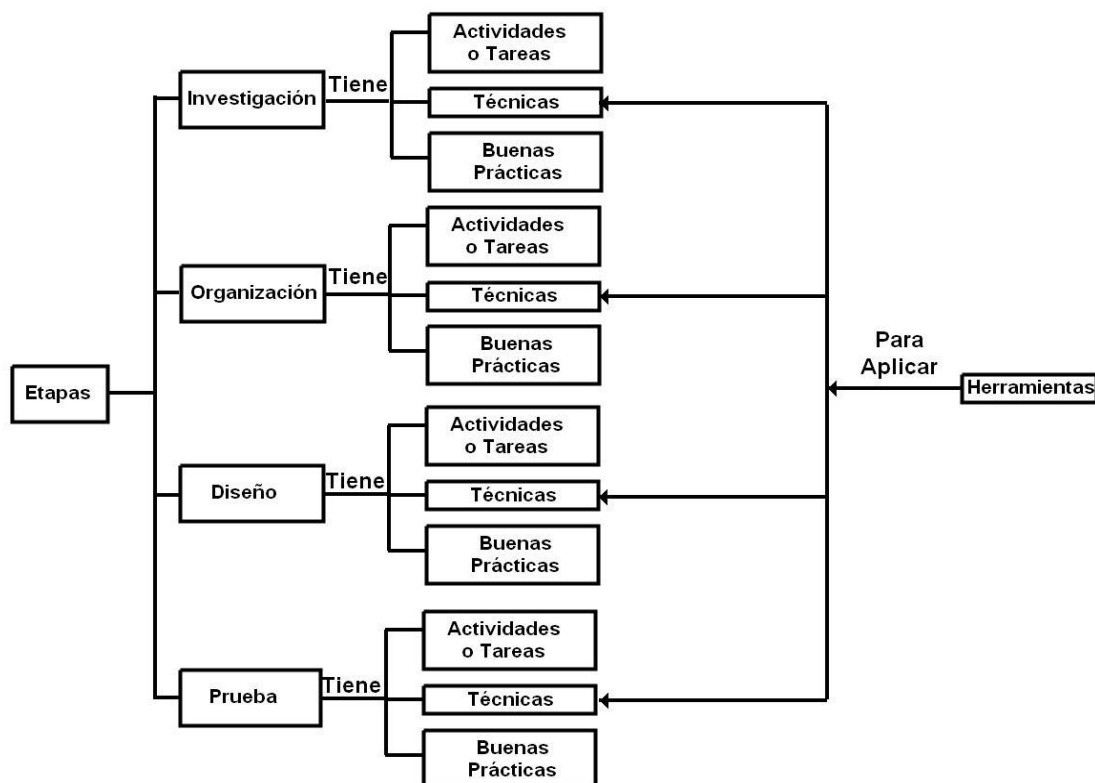 Actividades
o Tareas
Tiene
Investigación
Técnicas
Buenas
Prácticas
Actividades
o Tareas
Tiene
Organización
Técnicas
Buenas
Prácticas
Para
Aplicar
Etapas
Herramientas
Actividades
o Tareas
Tiene
Diseño
Técnicas
Buenas
Prácticas
Actividades
o Tareas
Tiene
Prueba
Técnicas
Buenas
Prácticas